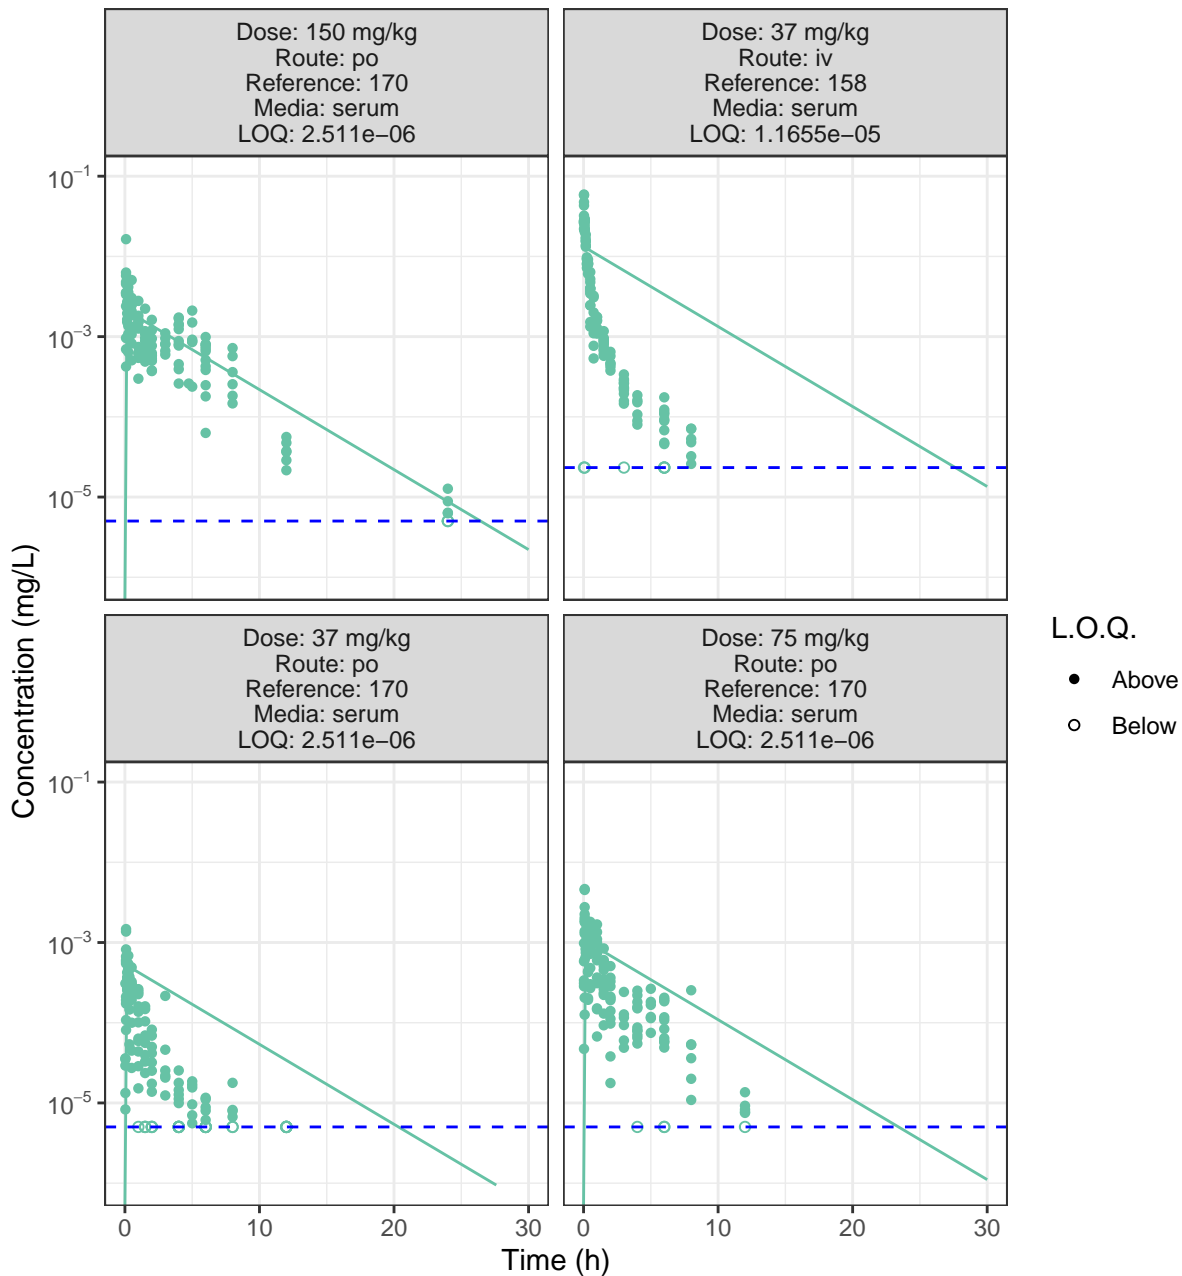 Dose: 150 mg/kg
Route: po
Reference: 170
Media: serum
LOQ: 2.511e−06
Dose: 37 mg/kg
Route: iv
Reference: 158
Media: serum
LOQ: 1.1655e−05
10⁻¹
10⁻³
10⁻⁵
Dose: 37 mg/kg
Route: po
Reference: 170
Media: serum
LOQ: 2.511e−06
Dose: 75 mg/kg
Route: po
Reference: 170
Media: serum
LOQ: 2.511e−06
10⁻¹
10⁻³
10⁻⁵
0 10 20 30
0 10 20 30
Time (h)
Concentration (mg/L)
L.O.Q.
Above
Below